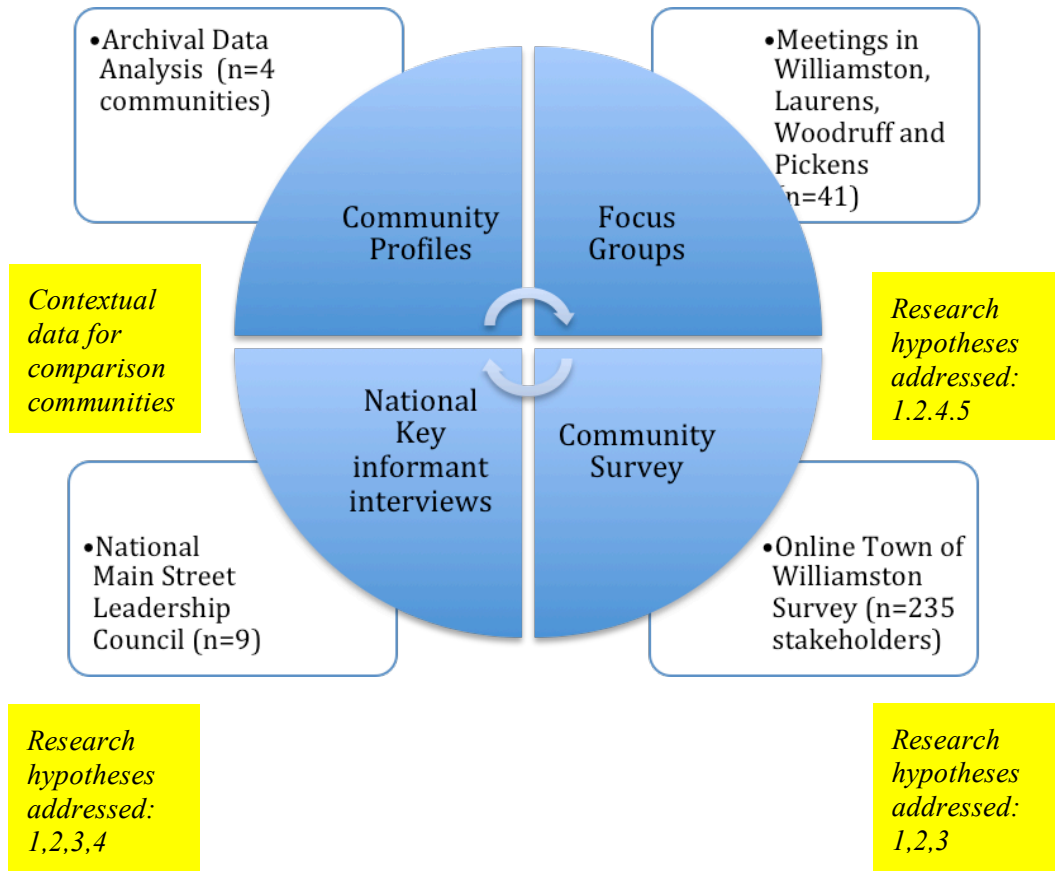 •Archival Data
Analysis (n=4
communities)
•Meetings in
Williamston,
Laurens,
Woodruff and
Pickens
(n=41)
Community
Profiles
Focus
Groups
Contextual
data for
comparison
communities
Research
hypotheses
addressed:
1.2.4.5
National
Key
informant
interviews
Community
Survey
•National
Main Street
Leadership
Council (n=9)
•Online Town of
Williamston
Survey (n=235
stakeholders)
Research
hypotheses
addressed:
1,2,3,4
Research
hypotheses
addressed:
1,2,3